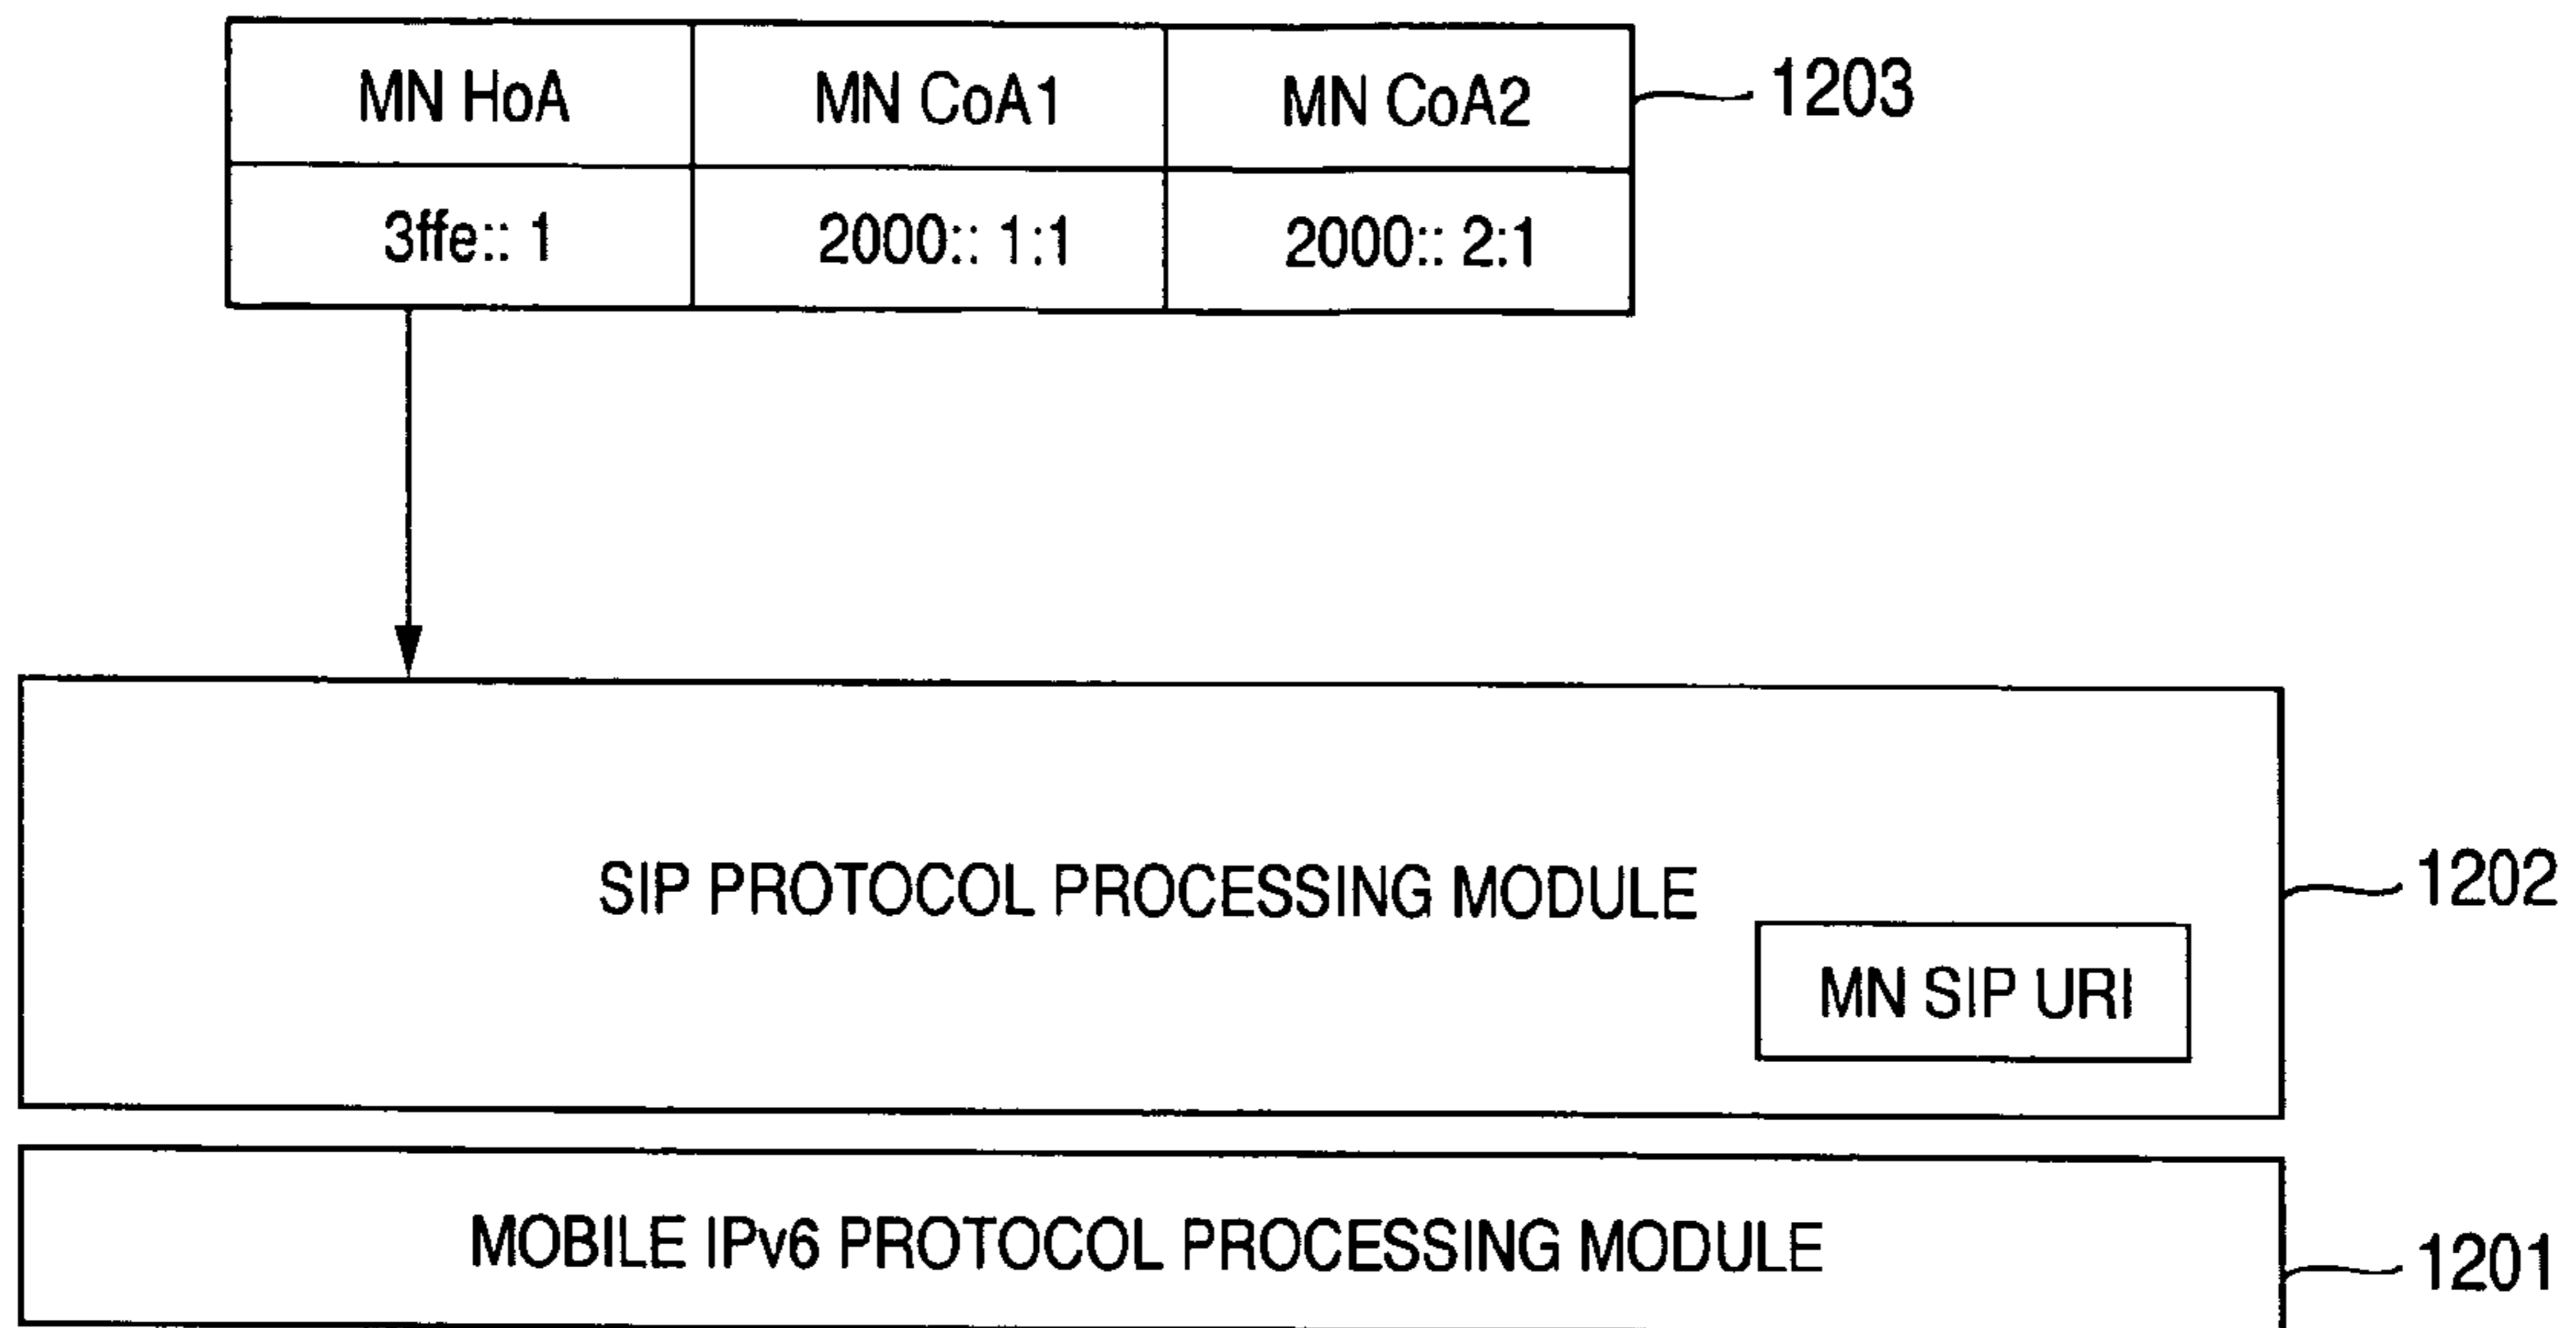 MN HoA MN CoA1 MN CoA2 1203
3ffe:: 1 2000:: 1:1 2000:: 2:1
SIP PROTOCOL PROCESSING MODULE 1202
MN SIP URI
MOBILE IPv6 PROTOCOL PROCESSING MODULE 1201